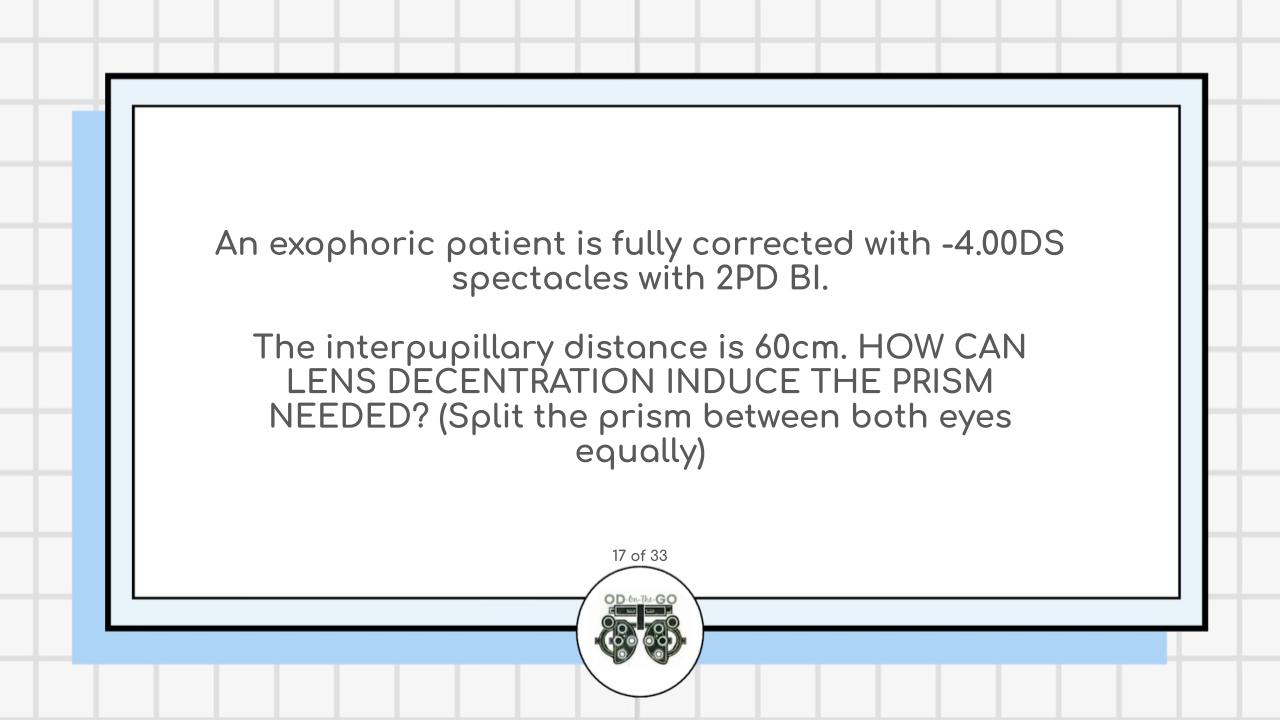 An exophoric patient is fully corrected with -4.00DS
spectacles with 2PD BI.
The interpupillary distance is 60cm. HOW CAN
LENS DECENTRATION INDUCE THE PRISM
NEEDED? (Split the prism between both eyes
equally)
17 of 33
OD-On-The-GO